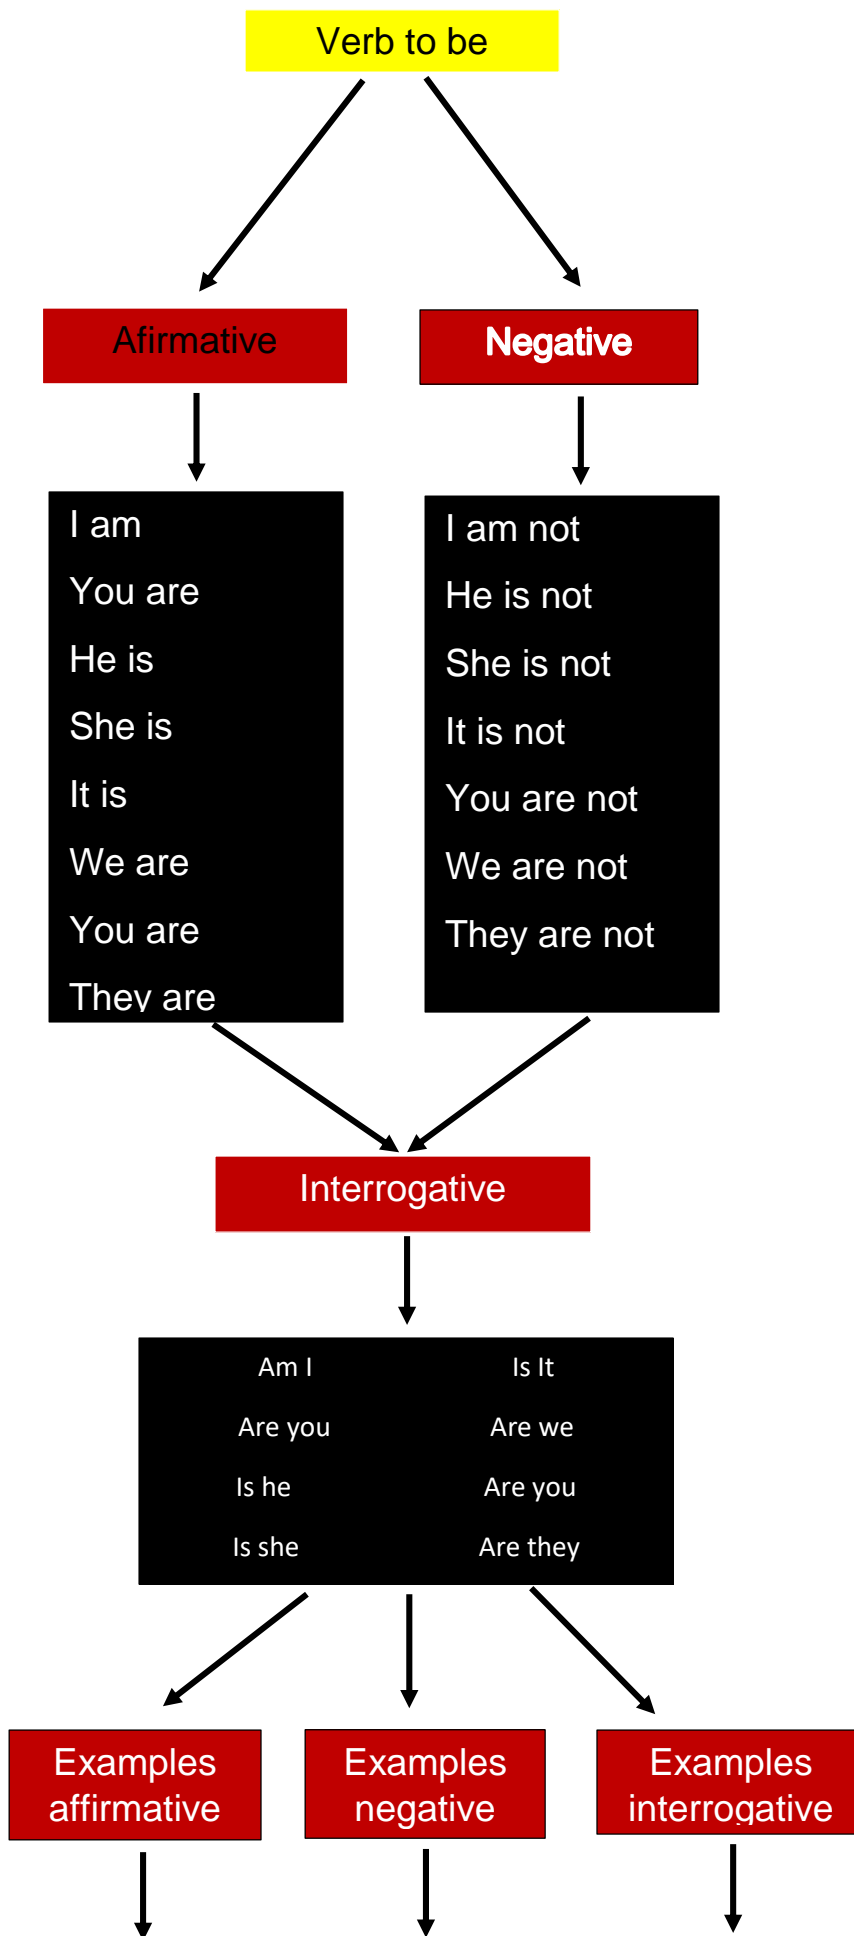 Verb to be
Afirmative
Negative
I am
You are
He is
She is
It is
We are
You are
They are
I am not
He is not
She is not
It is not
You are not
We are not
They are not
Interrogative
Am I
Are you
Is he
Is she
Is It
Are we
Are you
Are they
Examples
affirmative
Examples
negative
Examples
interrogative